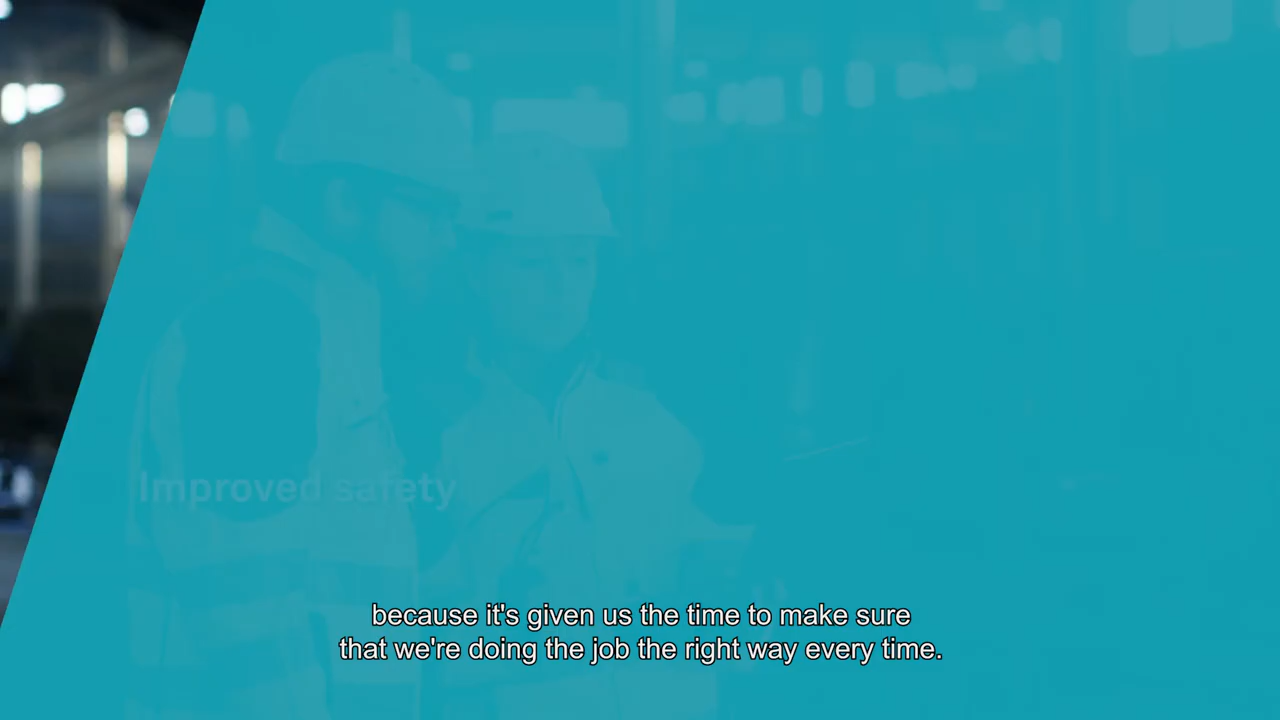 Improved safety
because it's given us the time to make sure
that we're doing the job the right way every time.